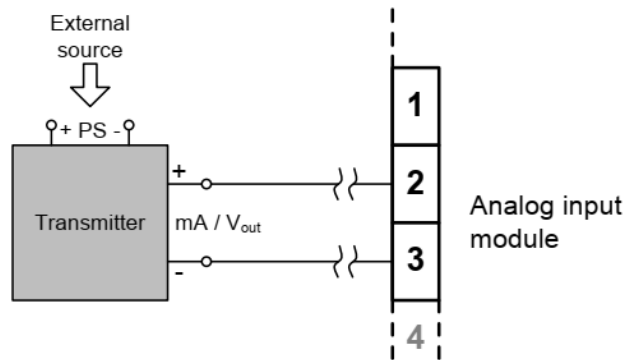 External
source
+ PS -
Transmitter
+
mA / Vout
-
1
2
3
4
Analog input
module